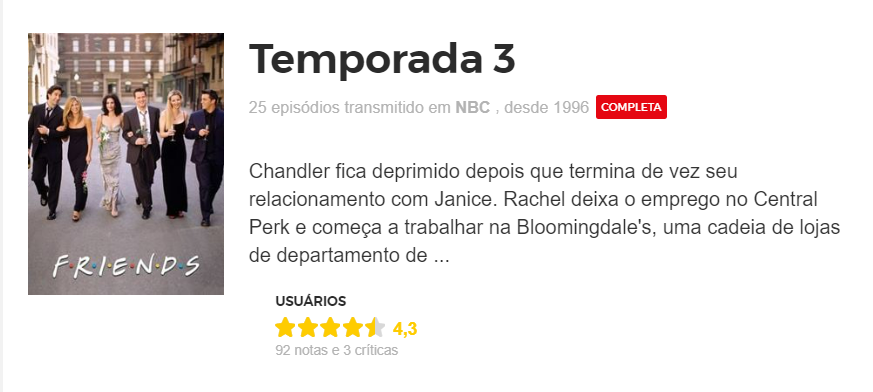 Temporada 3
25 episódios transmitido em NBC , desde 1996 COMPLETA
Chandler fica deprimido depois que termina de vez seu
relacionamento com Janice. Rachel deixa o emprego no Central
Perk e começa a trabalhar na Bloomingdale's, uma cadeia de lojas
de departamento de ...
F·R·I·E·N·D·S
USUÁRIOS
4,3
92 notas e 3 críticas